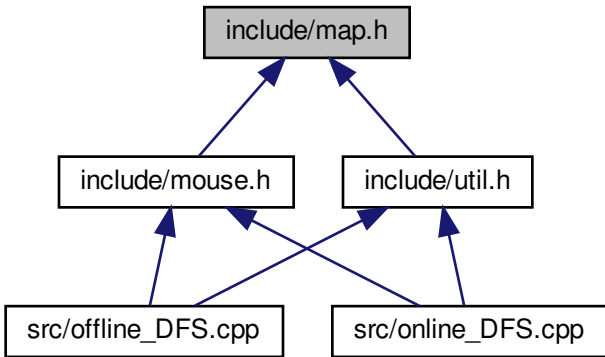 include/map.h
include/mouse.h
include/util.h
src/offline_DFS.cpp
src/online_DFS.cpp